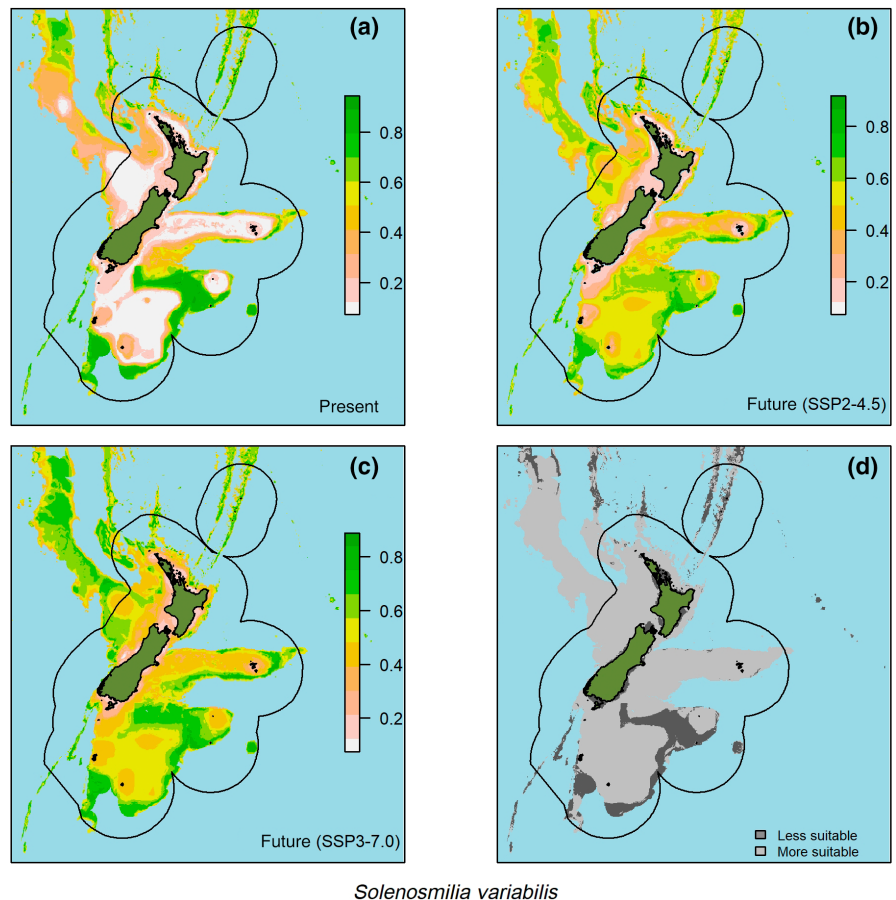 (a)
0.8
0.6
0.4
0.2
Present
(b)
0.8
0.6
0.4
0.2
Future (SSP2-4.5)
(c)
0.8
0.6
0.4
0.2
Future (SSP3-7.0)
(d)
Less suitable
More suitable
Solenosmilia variabilis